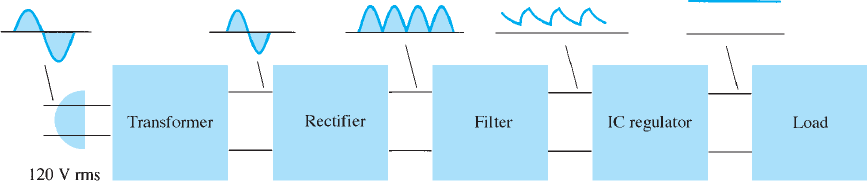 Transformer
Rectifier
Filter
IC regulator
Load
120 V rms